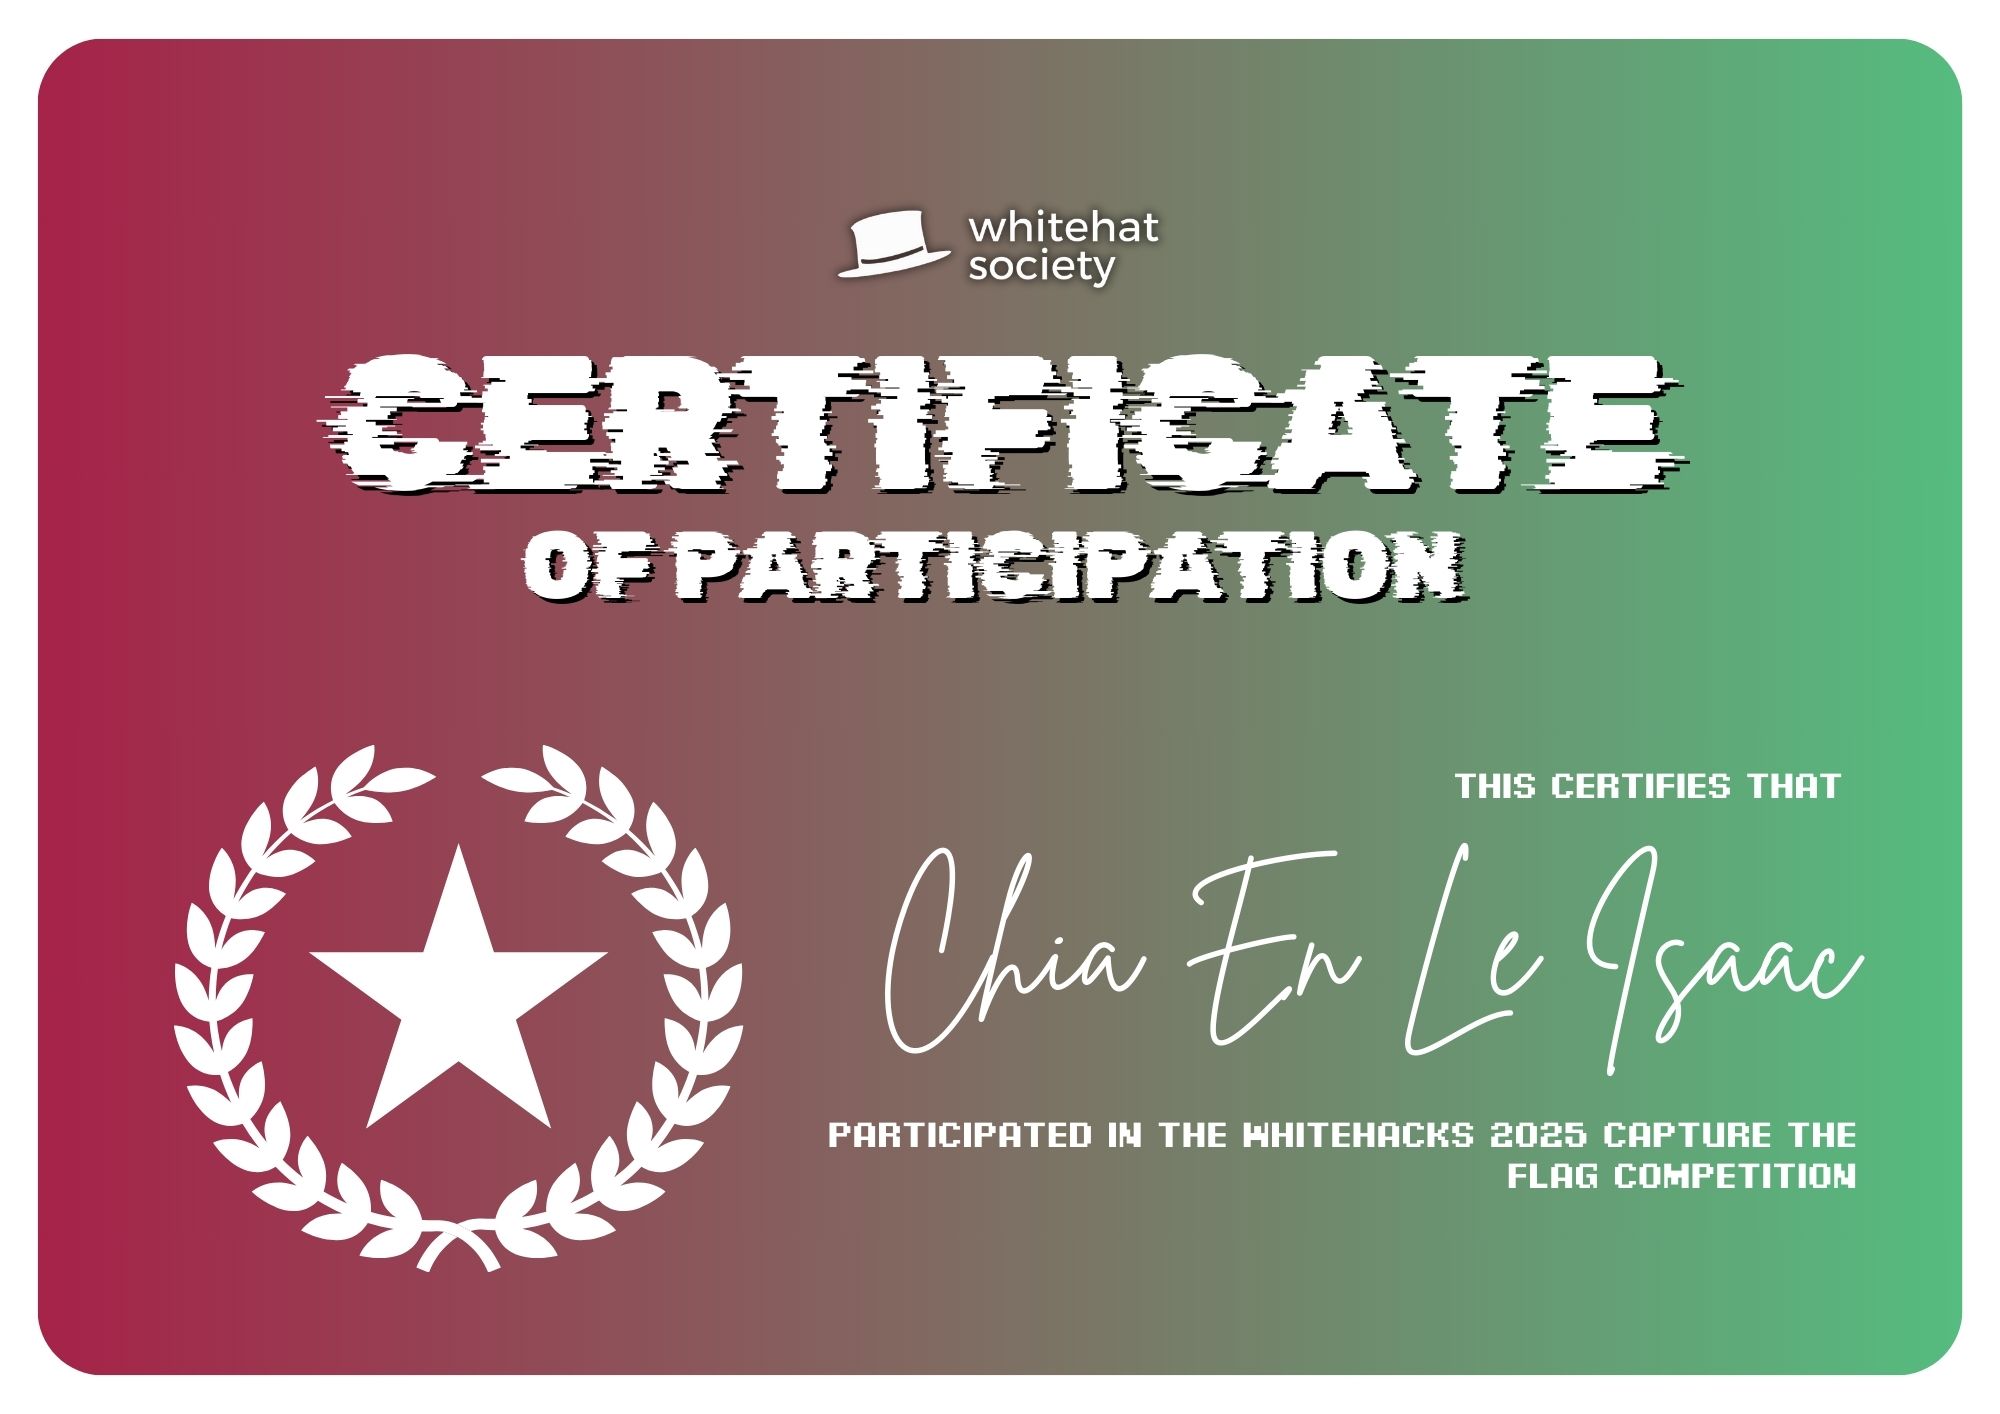 whitehat
society
CERTIFICATE
OF PARTICIPATION
THIS CERTIFIES THAT
Chia En Le Isaac
PARTICIPATED IN THE WHITEHACKS 2025 CAPTURE THE
FLAG COMPETITION